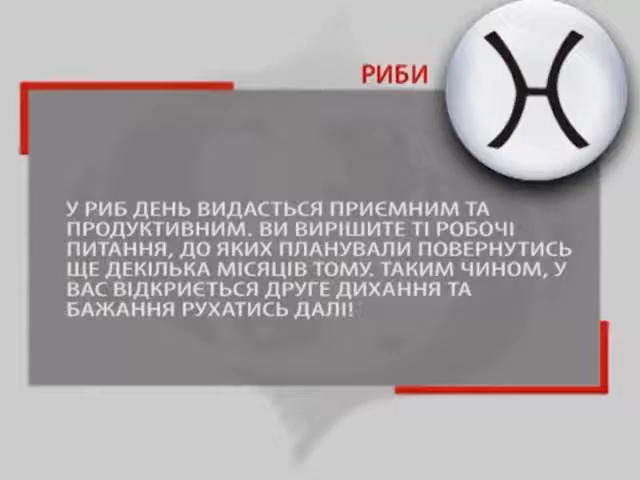 РИБИ
У РИБ ДЕНЬ ВИДАСТЬСЯ ПРИЄМНИМ ТА
ПРОДУКТИВНИМ. ВИ ВИРІШИТЕ ТІ РОБОЧІ
ПИТАННЯ, ДО ЯКИХ ПЛАНУВАЛИ ПОВЕРНУТИСЬ
ЩЕ ДЕКІЛЬКА МІСЯЦІВ ТОМУ. ТАКИМ ЧИНОМ, У
ВАС ВІДКРИЄТЬСЯ ДРУГЕ ДИХАННЯ ТА
БАЖАННЯ РУХАТИСЬ ДАЛІ!